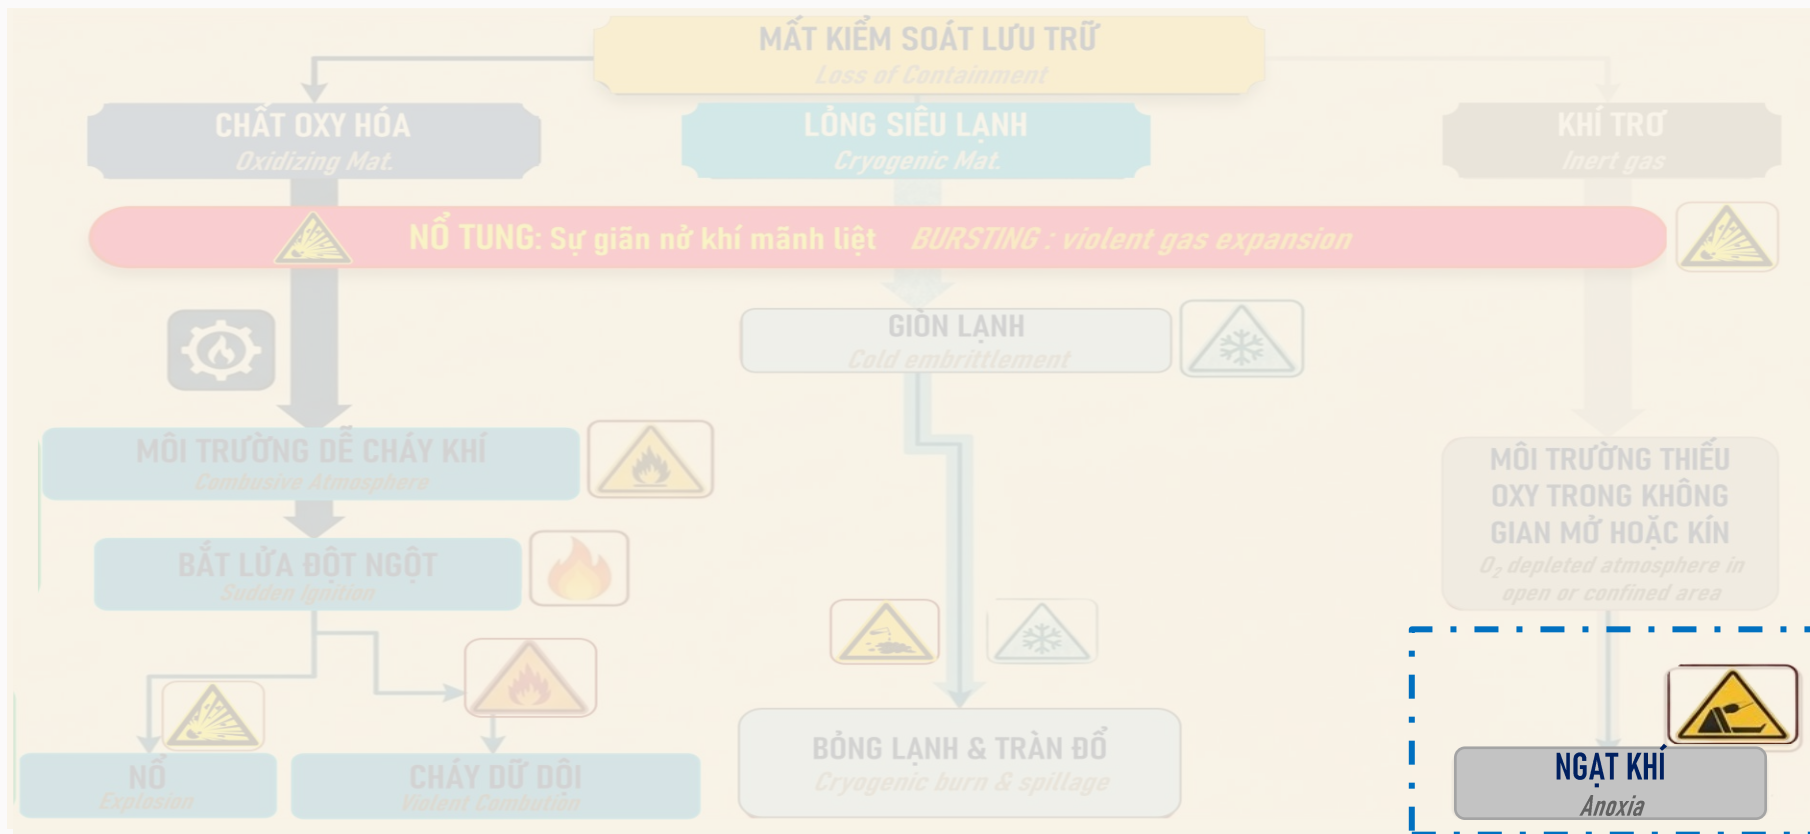 MẤT KIỂM SOÁT LƯU TRỮ
Loss of Containment
CHẤT OXY HÓA
Oxidizing Mat.
LỎNG SIÊU LẠNH
Cryogenic Mat.
KHÍ TRƠ
Inert gas
NỔ TUNG: Sự giãn nở khí mãnh liệt BURSTING : violent gas expansion
GIÒN LẠNH
Cold embrittlement
MÔI TRƯỜNG DỄ CHÁY KHÍ
Combusive Atmosphere
MÔI TRƯỜNG THIẾU
OXY TRONG KHÔNG
GIAN MỞ HOẶC KÍN
O₂ depleted atmosphere in
open or confined area
BẮT LỬA ĐỘT NGỘT
Sudden Ignition
NỔ
Explosion
CHÁY DỮ DỘI
Violent Combution
BỎNG LẠNH & TRÀN ĐỔ
Cryogenic burn & spillage
NGẠT KHÍ
Anoxia